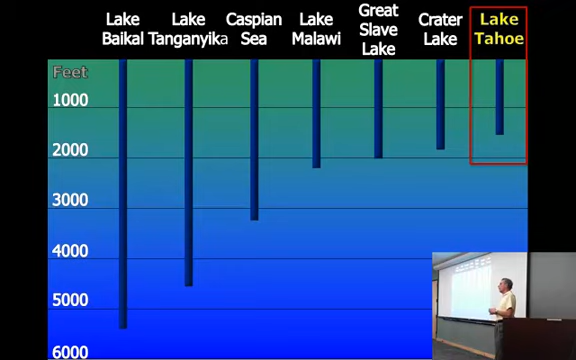 Lake
Baikal
Lake
Tanganyika
Caspian
Sea
Lake
Malawi
Great
Slave
Lake
Crater
Lake
Lake
Tahoe
Feet
1000
2000
3000
4000
5000
6000